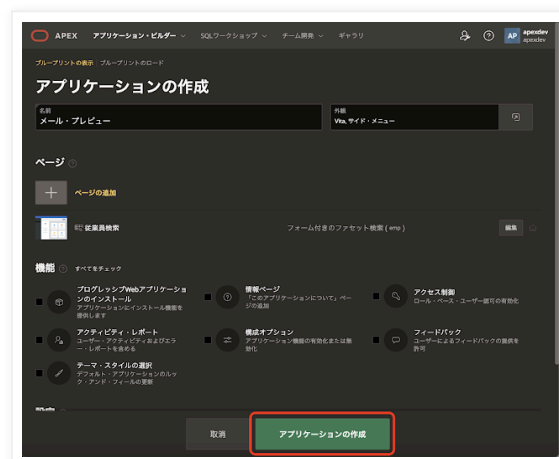 APEX アプリケーション・ビルダー SQLワークショップ チーム開発 ギャラリ AP apexdev
apexdev
ブループリントの表示 ブループリントのロード
アプリケーションの作成
名前 外観
メール・プレビュー Vita, サイド・メニュー
ページ
ページの追加
従業員検索 フォーム付きのファセット検索 ( emp ) 編集
機能 すべてをチェック
プログレッシブWebアプリケーションのインストール
アプリケーションにインストール機能を提供します
情報ページ
「このアプリケーションについて」ページの追加
アクセス制御
ロール・ベース・ユーザー認可の有効化
アクティビティ・レポート
ユーザー・アクティビティおよびエラー・レポートを含める
構成オプション
アプリケーション機能の有効化または無効化
フィードバック
ユーザーによるフィードバックの提供を許可
テーマ・スタイルの選択
デフォルト・アプリケーションのルック・アンド・フィールの更新
取消 アプリケーションの作成